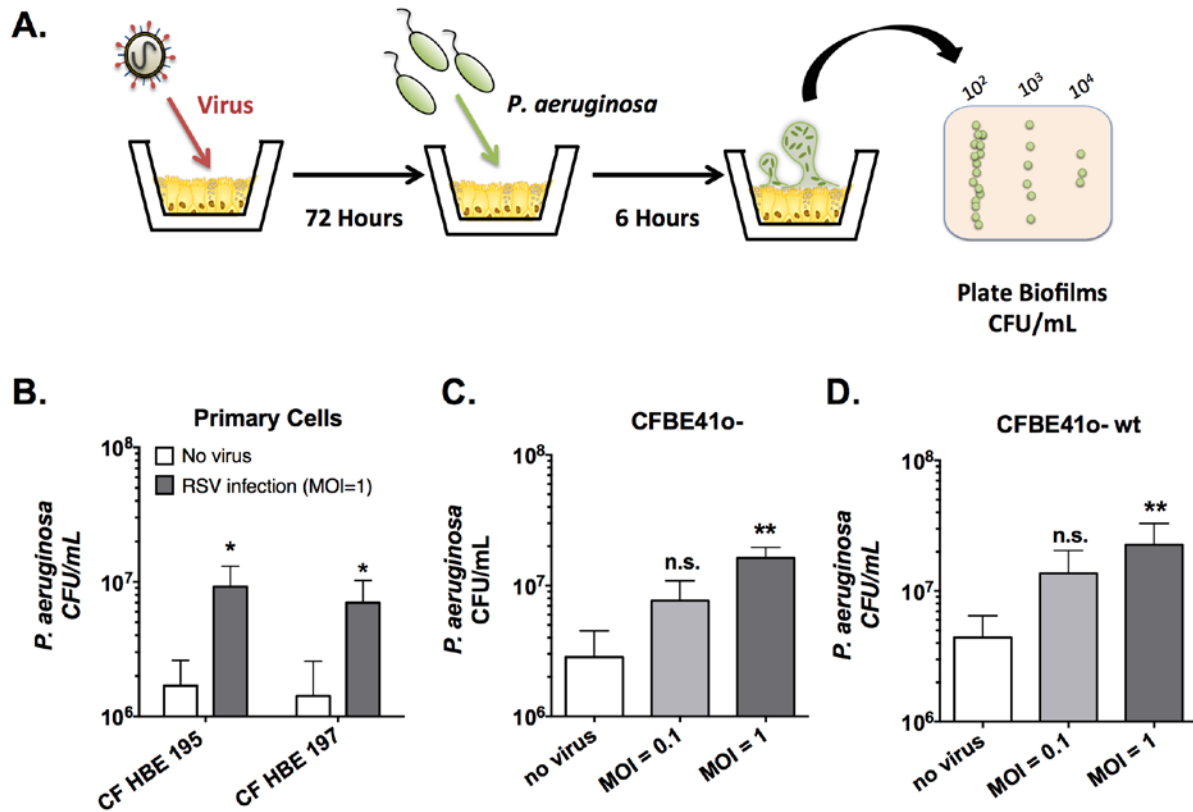 A.
Virus
P. aeruginosa
10² 10³ 10⁴
72 Hours
6 Hours
Plate Biofilms
CFU/mL
B.
Primary Cells
No virus
RSV infection (MOI=1)
10⁸
10⁷
10⁶
P. aeruginosa
CFU/mL
*
*
CF HBE 195
CF HBE 197
C.
CFBE41o-
10⁸
10⁷
10⁶
P. aeruginosa
CFU/mL
n.s.
**
no virus
MOI = 0.1
MOI = 1
D.
CFBE41o- wt
10⁸
10⁷
10⁶
P. aeruginosa
CFU/mL
n.s.
**
no virus
MOI = 0.1
MOI = 1